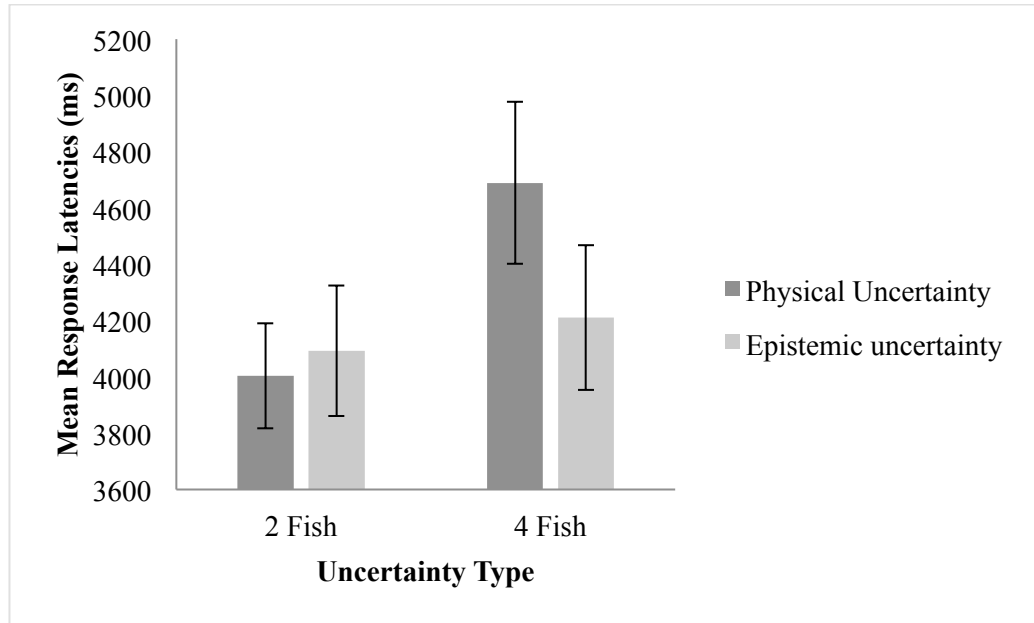 5200
5000
4800
4600
4400
4200
4000
3800
3600
Mean Response Latencies (ms)
2 Fish
4 Fish
Uncertainty Type
Physical Uncertainty
Epistemic uncertainty